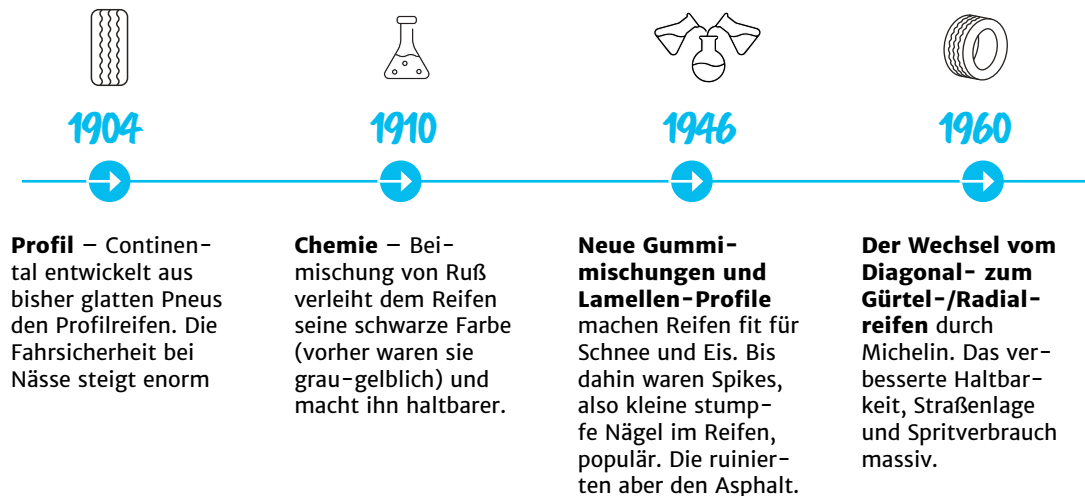 1904
1910
1946
1960
Profil – Continen-
tal entwickelt aus
bisher glatten Pneus
den Profilreifen. Die
Fahrsicherheit bei
Nässe steigt enorm
Chemie – Bei-
mischung von Ruß
verleiht dem Reifen
seine schwarze Farbe
(vorher waren sie
grau-gelblich) und
macht ihn haltbarer.
Neue Gummi-
mischungen und
Lamellen-Profile
machen Reifen fit für
Schnee und Eis. Bis
dahin waren Spikes,
also kleine stump-
fe Nägel im Reifen,
populär. Die ruinier-
ten aber den Asphalt.
Der Wechsel vom
Diagonal- zum
Gürtel-/Radial-
reifen durch
Michelin. Das ver-
besserte Haltbar-
keit, Straßenlage
und Spritverbrauch
massiv.